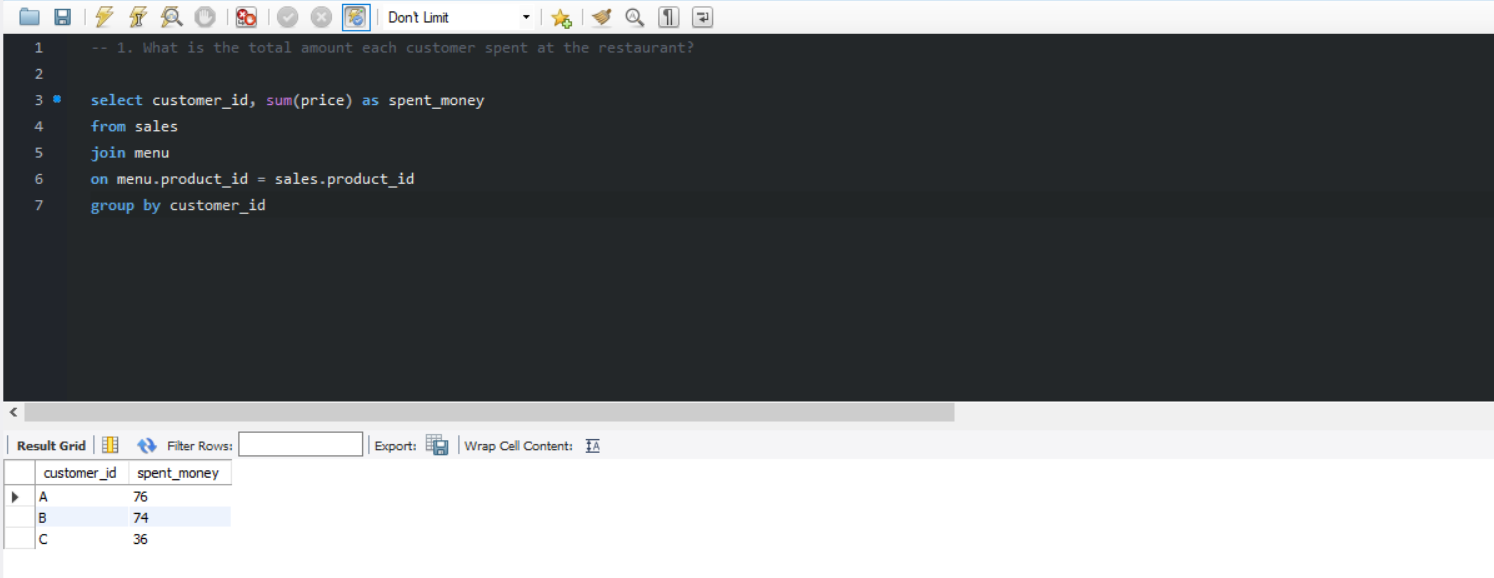 Don't Limit
1 -- 1. What is the total amount each customer spent at the restaurant?
2
3 select customer_id, sum(price) as spent_money
4 from sales
5 join menu
6 on menu.product_id = sales.product_id
7 group by customer_id
Result Grid Filter Rows: Export: Wrap Cell Content: IA
customer_id spent_money
A 76
B 74
C 36